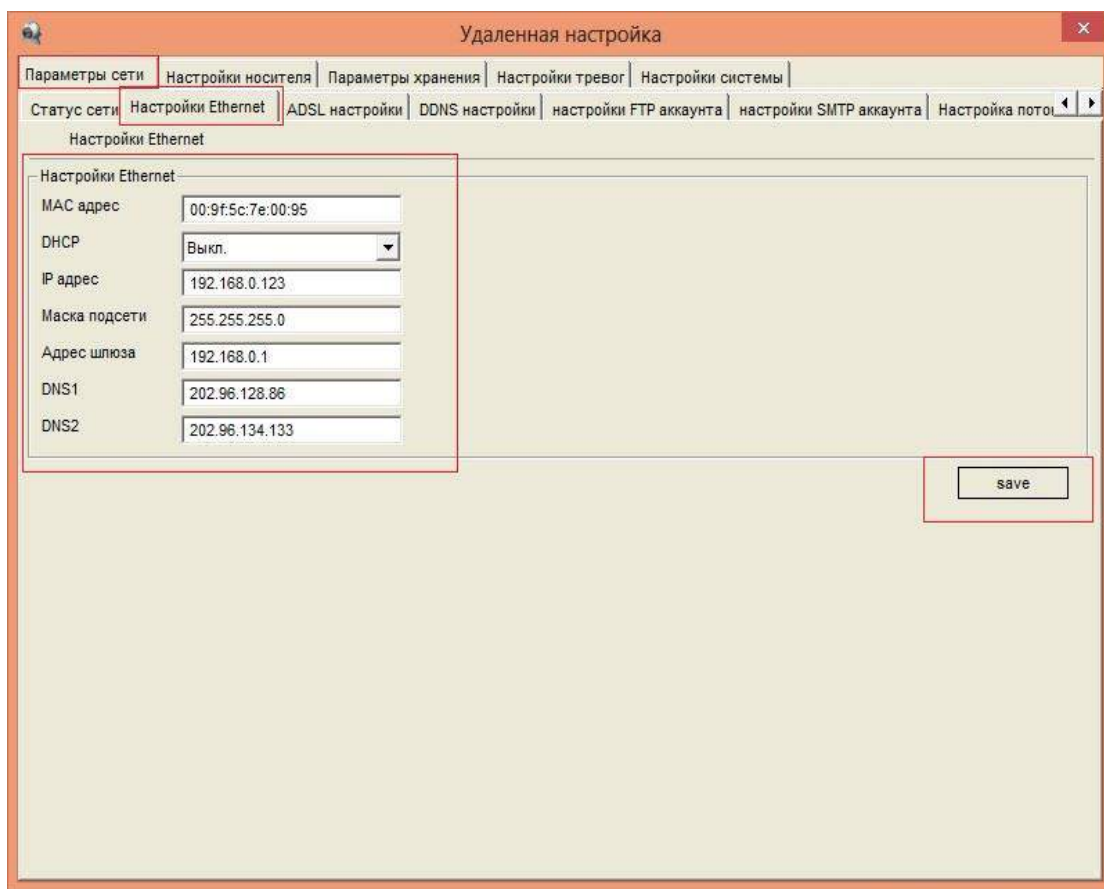 Удаленная настройка
Параметры сети Настройки носителя Параметры хранения Настройки тревог Настройки системы
Статус сети Настройки Ethernet ADSL настройки DDNS настройки настройки FTP аккаунта настройки SMTP аккаунта Настройка
Настройки Ethernet
Настройки Ethernet
MAC адрес 00:9f:5c:7e:00:95
DHCP Выкл.
IP адрес 192.168.0.123
Маска подсети 255.255.255.0
Адрес шлюза 192.168.0.1
DNS1 202.96.128.86
DNS2 202.96.134.133
save